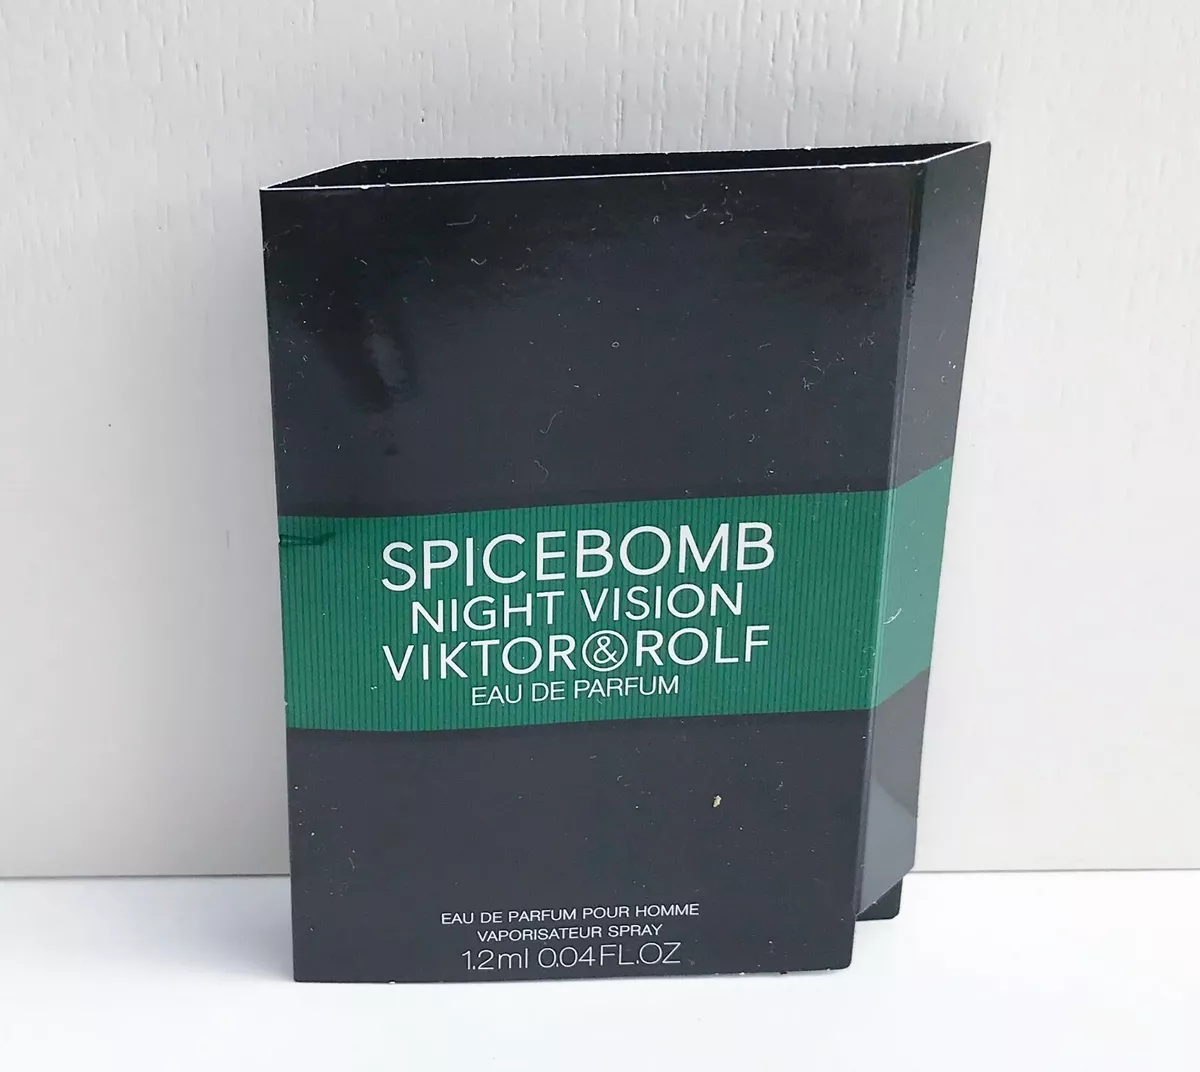 SPICEBOMB
NIGHT VISION
VIKTOR&ROLF
EAU DE PARFUM
EAU DE PARFUM POUR HOMME
VAPORISATEUR SPRAY
1.2ml 0.04FL.OZ